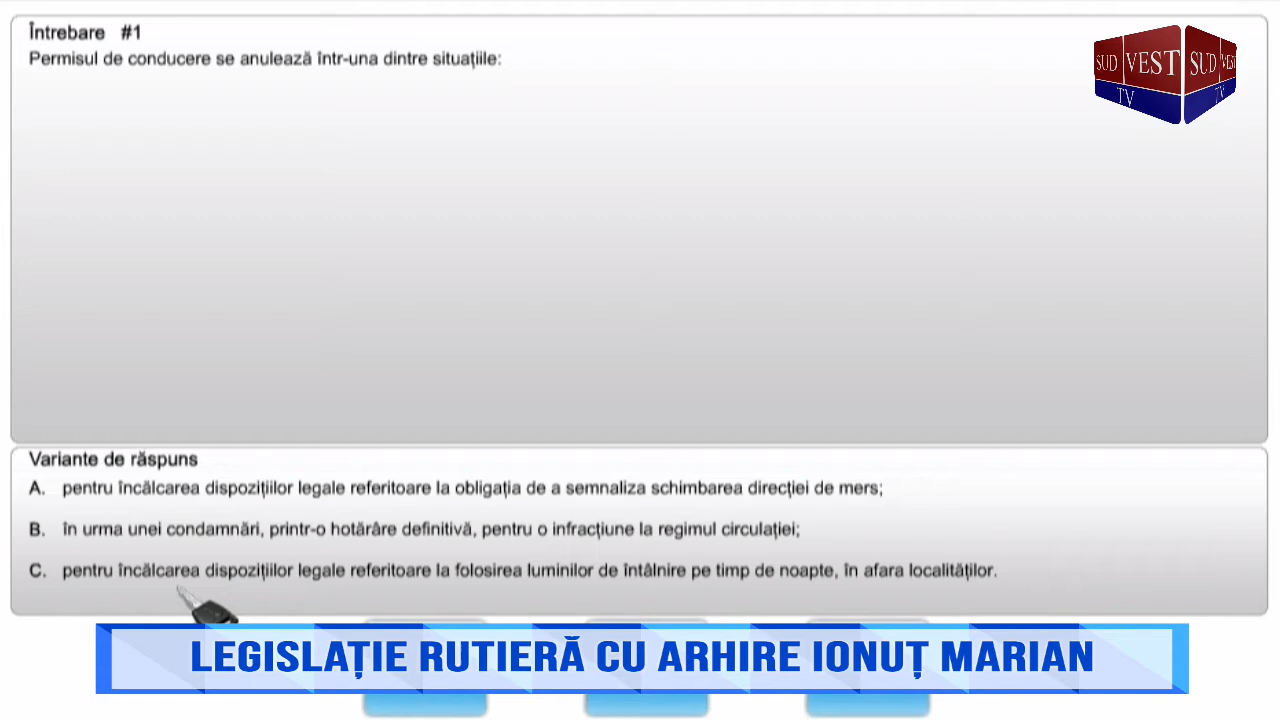 Întrebare #1
Permisul de conducere se anulează într-una dintre situațiile:
SUD VEST SUD VEST
TV TV
Variante de răspuns
A. pentru încălcarea dispozițiilor legale referitoare la obligația de a semnaliza schimbarea direcției de mers;
B. în urma unei condamnări, printr-o hotărâre definitivă, pentru o infracțiune la regimul circulației;
C. pentru încălcarea dispozițiilor legale referitoare la folosirea luminilor de întâlnire pe timp de noapte, în afara localităților.
LEGISLAȚIE RUTIERĂ CU ARHIRE IONUȚ MARIAN